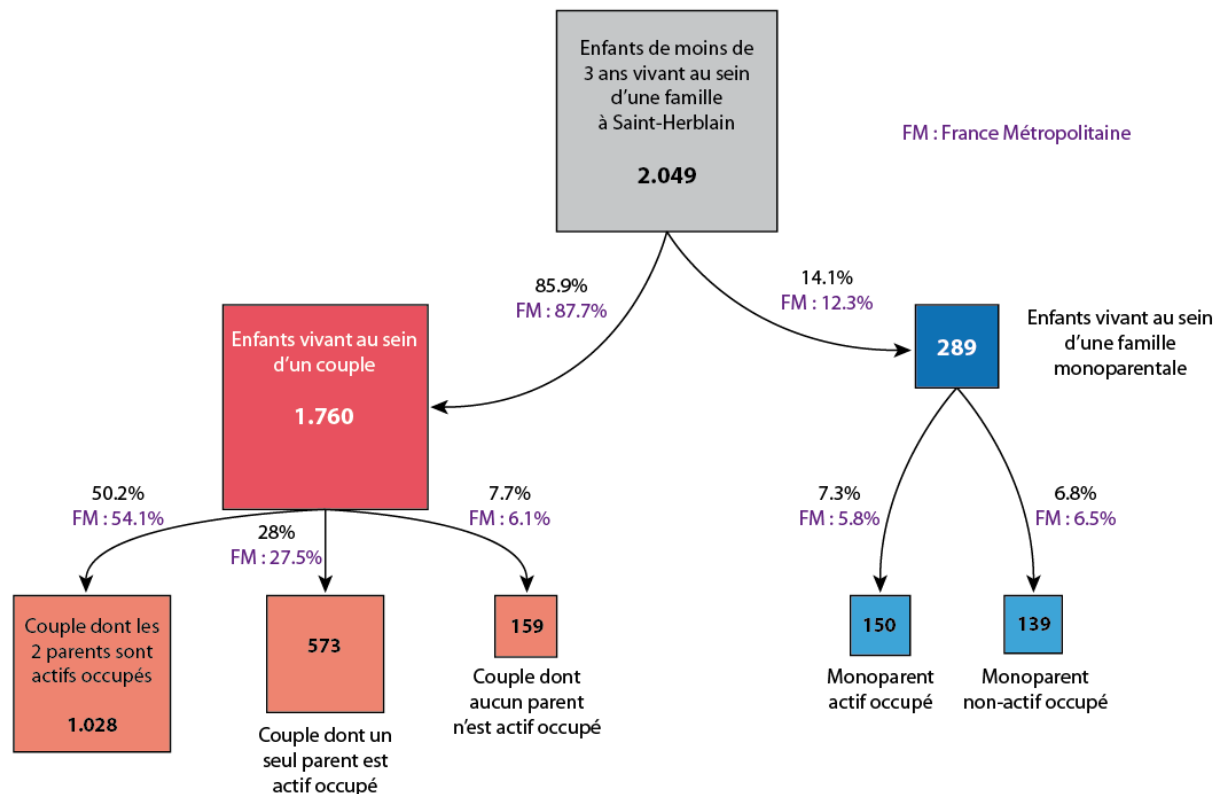 Enfants de moins de
3 ans vivant au sein
d’une famille
à Saint-Herblain
2.049
FM : France Métropolitaine
85.9%
FM : 87.7%
14.1%
FM : 12.3%
Enfants vivant au sein
d’un couple
1.760
289
Enfants vivant au sein
d’une famille
monoparentale
50.2%
FM : 54.1%
28%
FM : 27.5%
7.7%
FM : 6.1%
7.3%
FM : 5.8%
6.8%
FM : 6.5%
Couple dont les
2 parents sont
actifs occupés
1.028
573
Couple dont un
seul parent est
actif occupé
159
Couple dont
aucun parent
n’est actif occupé
150
Monoparent
actif occupé
139
Monoparent
non-actif occupé